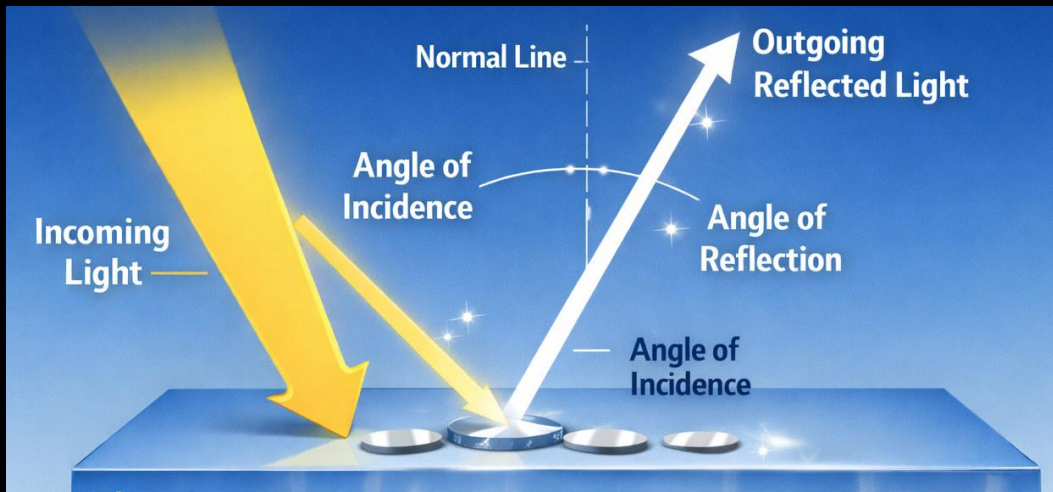 Normal Line
Outgoing
Reflected Light
Angle of
Incidence
Incoming
Light
Angle of
Reflection
Angle of
Incidence